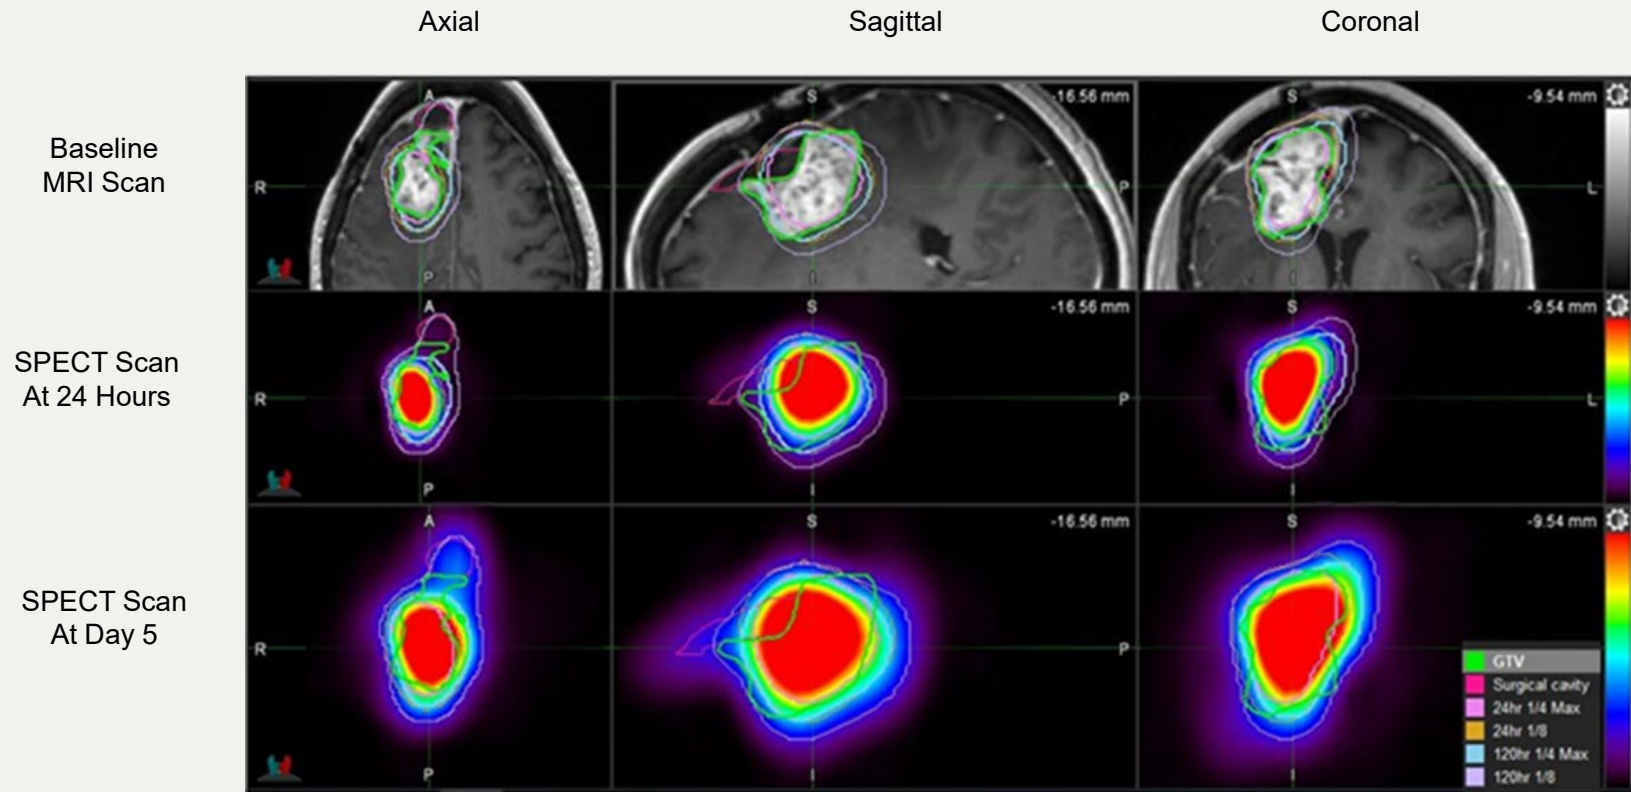 Axial Sagittal Coronal
Baseline
MRI Scan
A S -16.56 mm S -9.54 mm
R P L
P I I
SPECT Scan
At 24 Hours
A S -16.56 mm S -9.54 mm
R P L
P I I
SPECT Scan
At Day 5
A S -16.56 mm S -9.54 mm
R P
P I I
GTV
Surgical cavity
24hr 1/4 Max
24hr 1/8
120hr 1/4 Max
120hr 1/8